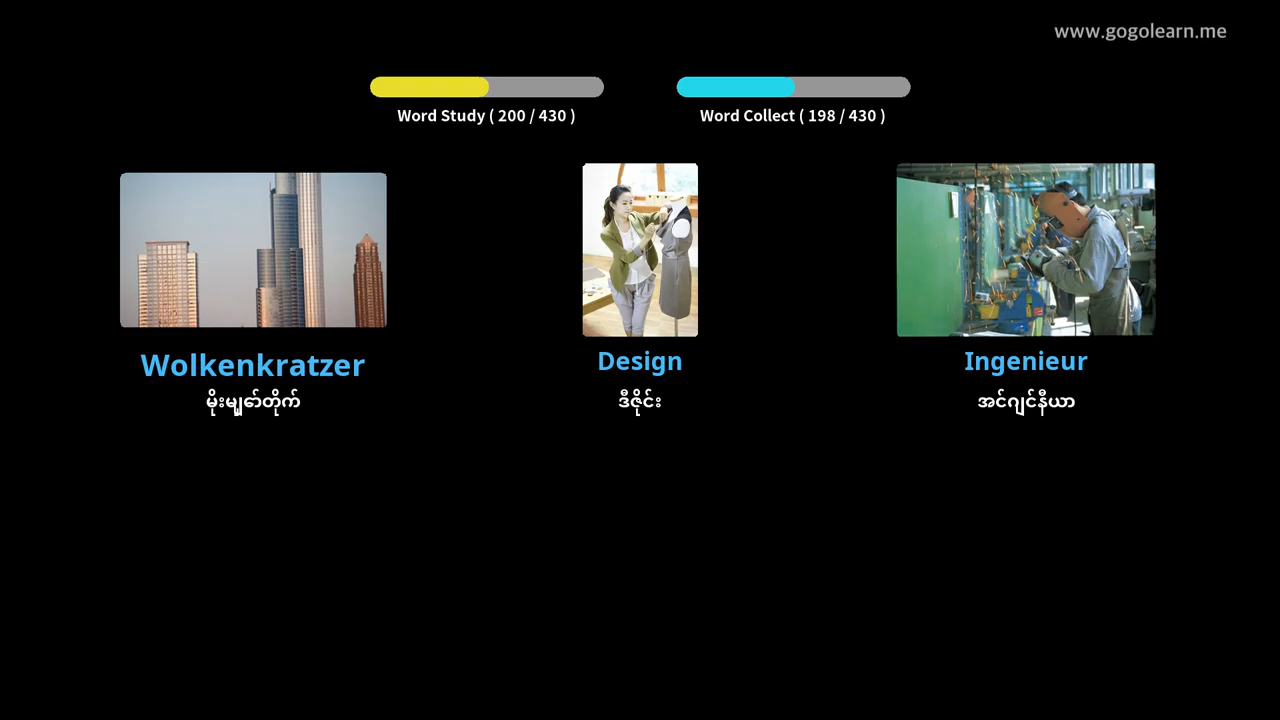 www.gogolearn.me
Word Study ( 200 / 430 )
Word Collect ( 198 / 430 )
Wolkenkratzer
Design
Ingenieur
မိုးမျှော်တိုက်
ဒီဇိုင်း
အင်ဂျင်နီယာ